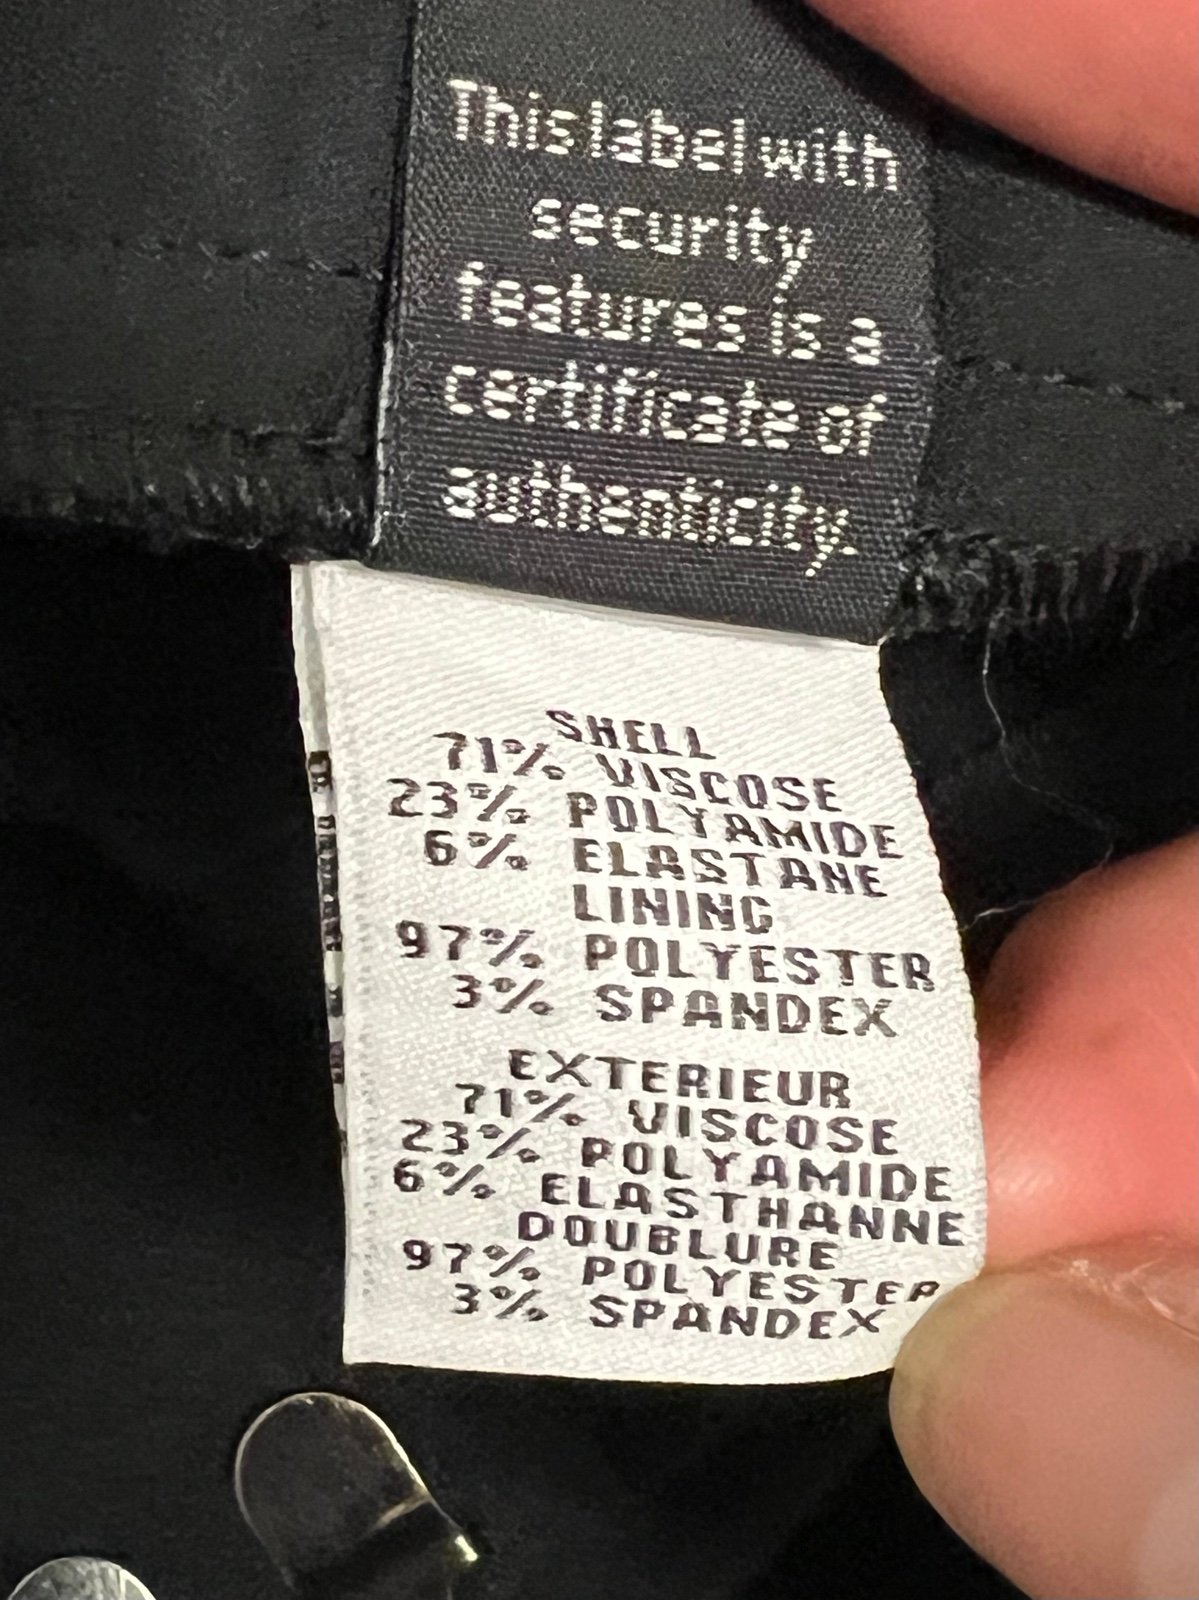 This label with
security
features is a
certificate of
authenticity.
SHELL
71% VISCOSE
23% POLYAMIDE
6% ELASTANE
LINING
97% POLYESTER
3% SPANDEX
EXTERIEUR
71% VISCOSE
23% POLYAMIDE
6% ELASTHANNE
DOUBLURE
97% POLYESTER
3% SPANDEX